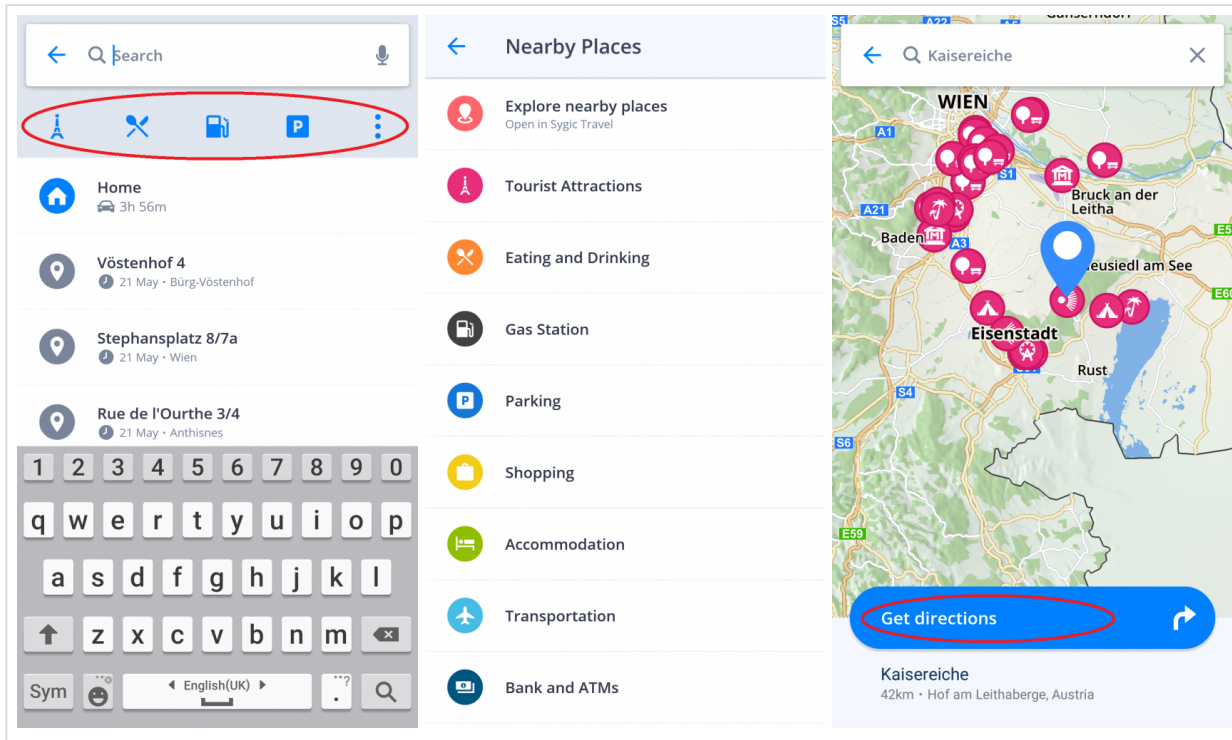 Search
Home
3h 56m
Vöstenhof 4
21 May • Bürg-Vöstenhof
Stephansplatz 8/7a
21 May • Wien
Rue de l'Ourthe 3/4
21 May • Anthisnes
1 2 3 4 5 6 7 8 9 0
q w e r t y u i o p
a s d f g h j k l
z x c v b n m
Sym English(UK) . ..?
Nearby Places
Explore nearby places
Open in Sygic Travel
Tourist Attractions
Eating and Drinking
Gas Station
P Parking
Shopping
Accommodation
Transportation
Bank and ATMs
Kaisereiche
WIEN
A1
S1
Bruck an der
Leitha
A21
Baden
A3
eusiedl am See
Eisenstadt
Rust
S4
S6
E59
Get directions
Kaisereiche
42km • Hof am Leithaberge, Austria